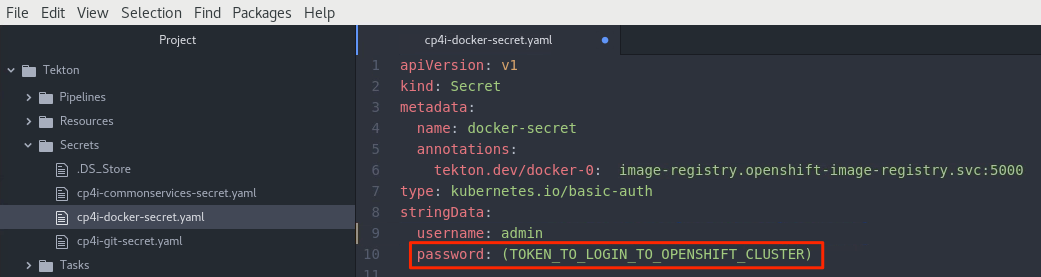 File Edit View Selection Find Packages Help
Project
Tekton
Pipelines
Resources
Secrets
.DS_Store
cp4i-commonservices-secret.yaml
cp4i-docker-secret.yaml
cp4i-git-secret.yaml
Tasks
cp4i-docker-secret.yaml
1 apiVersion: v1
2 kind: Secret
3 metadata:
4   name: docker-secret
5   annotations:
6     tekton.dev/docker-0:  image-registry.openshift-image-registry.svc:5000
7 type: kubernetes.io/basic-auth
8 stringData:
9   username: admin
10   password: (TOKEN_TO_LOGIN_TO_OPENSHIFT_CLUSTER)
11